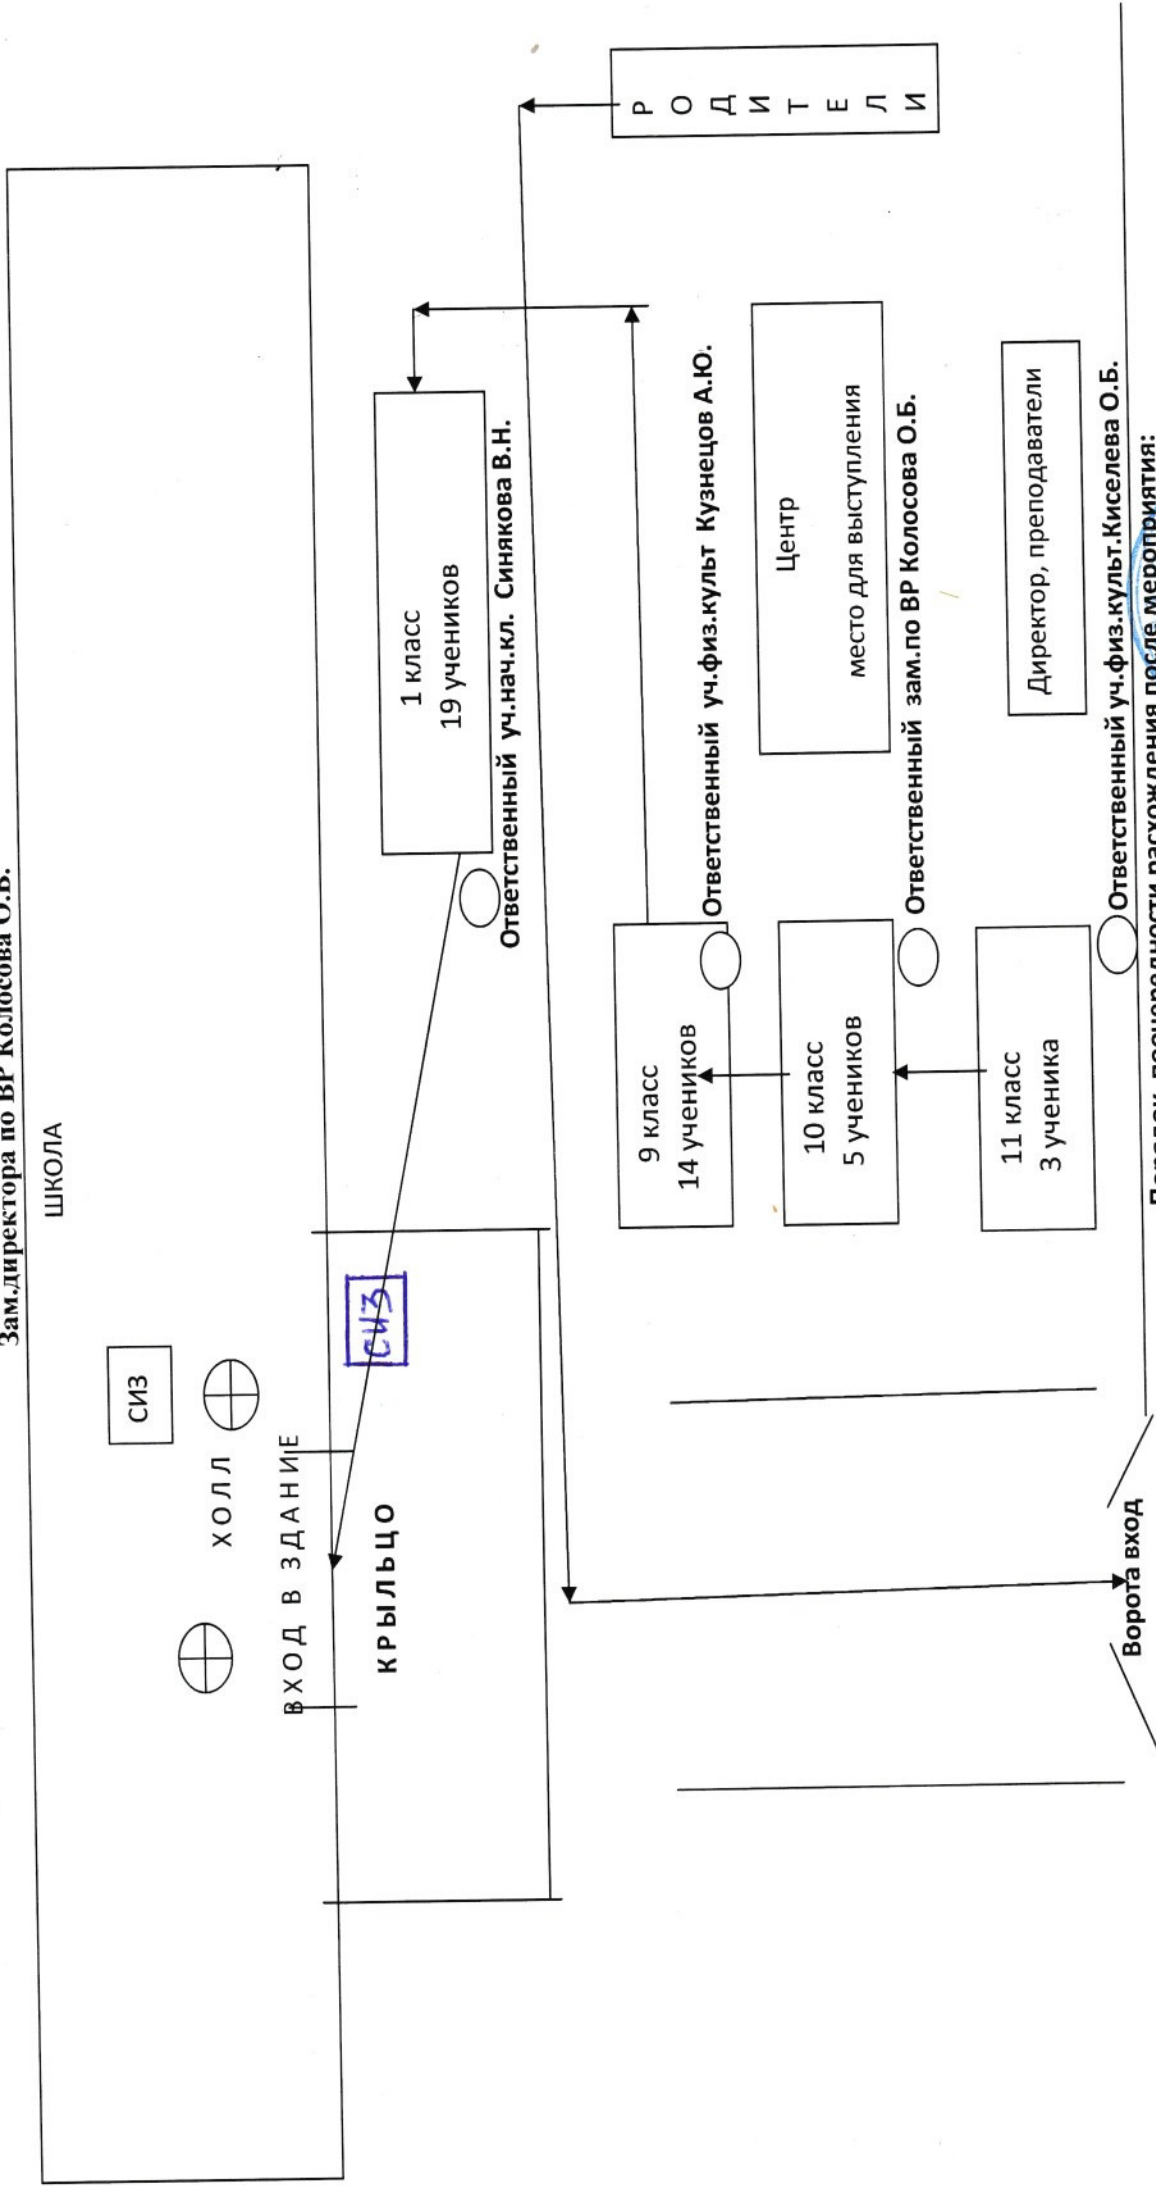 Зам.директора по ВР Колосова О.Б.
ШКОЛА
СИЗ
ХОЛЛ
ВХОД В ЗДАНИЕ
СИЗ
КРЫЛЬЦО
1 класс
19 учеников
Ответственный уч.нач.кл. Синякова В.Н.
РОДИТЕЛИ
9 класс
14 учеников
Ответственный уч.физ.культ Кузнецов А.Ю.
Центр
место для выступления
10 класс
5 учеников
Ответственный зам.по ВР Колосова О.Б.
Директор, преподаватели
11 класс
3 ученика
Ответственный уч.физ.культ.Киселева О.Б.
Ворота вход
поочередности расхождения после мероприятия: